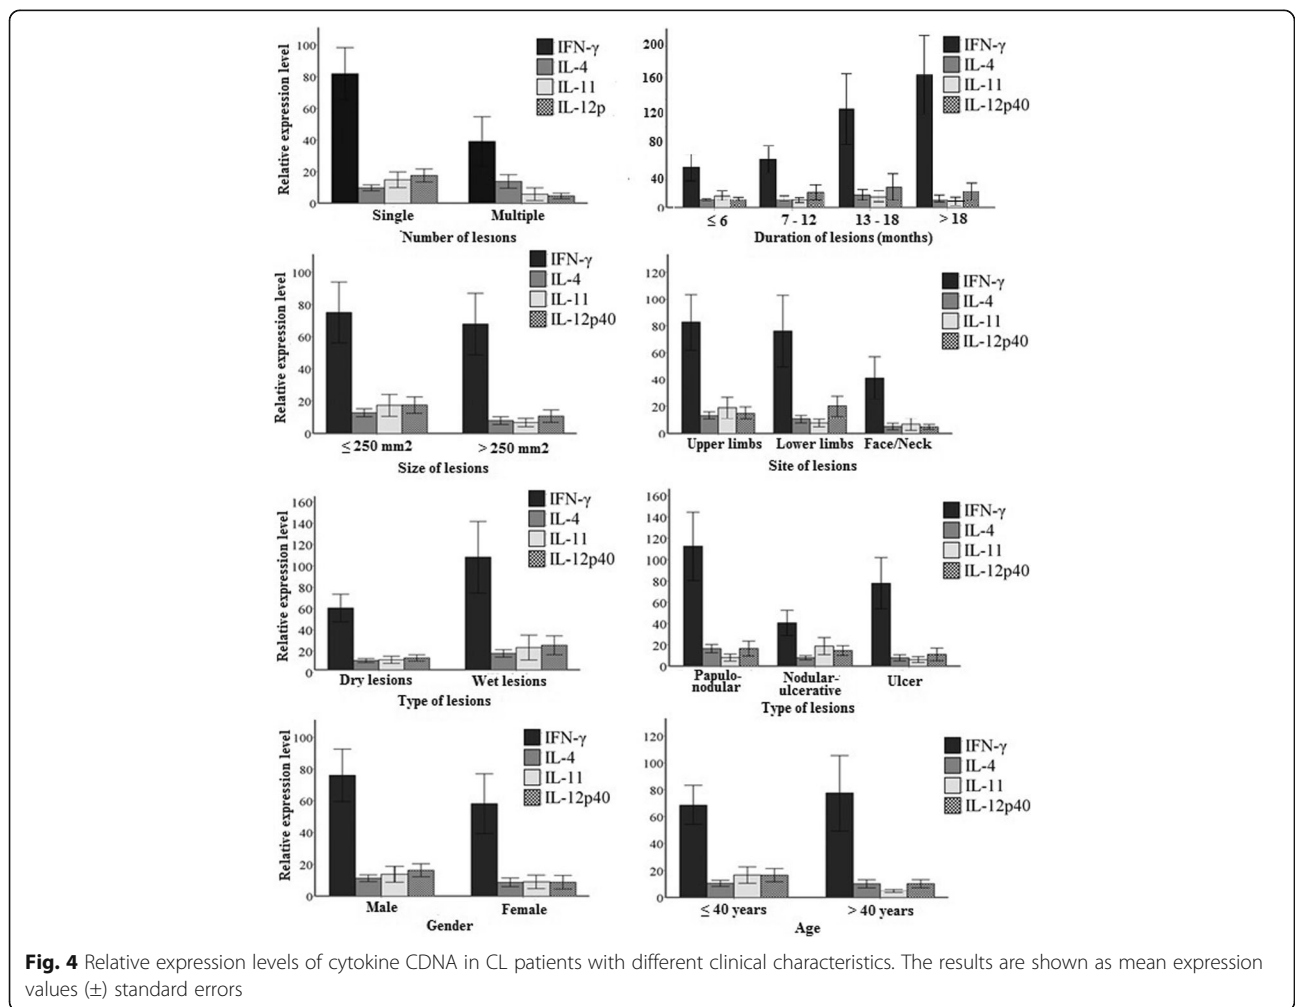 Relative expression level
100
80
60
40
20
0
IFN-γ
IL-4
IL-11
IL-12p
Single Multiple
Number of lesions
200
160
120
80
40
0
IFN-γ
IL-4
IL-11
IL-12p40
≤ 6 7 - 12 13 - 18 > 18
Duration of lesions (months)
Relative expression level
100
80
60
40
20
0
IFN-γ
IL-4
IL-11
IL-12p40
≤ 250 mm2 > 250 mm2
Size of lesions
120
100
80
60
40
20
0
IFN-γ
IL-4
IL-11
IL-12p40
Upper limbs Lower limbs Face/Neck
Site of lesions
Relative expression level
160
140
120
100
80
60
40
20
0
IFN-γ
IL-4
IL-11
IL-12p40
Dry lesions Wet lesions
Type of lesions
160
140
120
100
80
60
40
20
0
IFN-γ
IL-4
IL-11
IL-12p40
Papulo-
nodular
Nodular-
ulcerative
Ulcer
Type of lesions
Relative expression level
100
80
60
40
20
0
IFN-γ
IL-4
IL-11
IL-12p40
Male Female
Gender
120
100
80
60
40
20
0
IFN-γ
IL-4
IL-11
IL-12p40
≤ 40 years > 40 years
Age
Fig. 4 Relative expression levels of cytokine CDNA in CL patients with different clinical characteristics. The results are shown as mean expression
values (±) standard errors